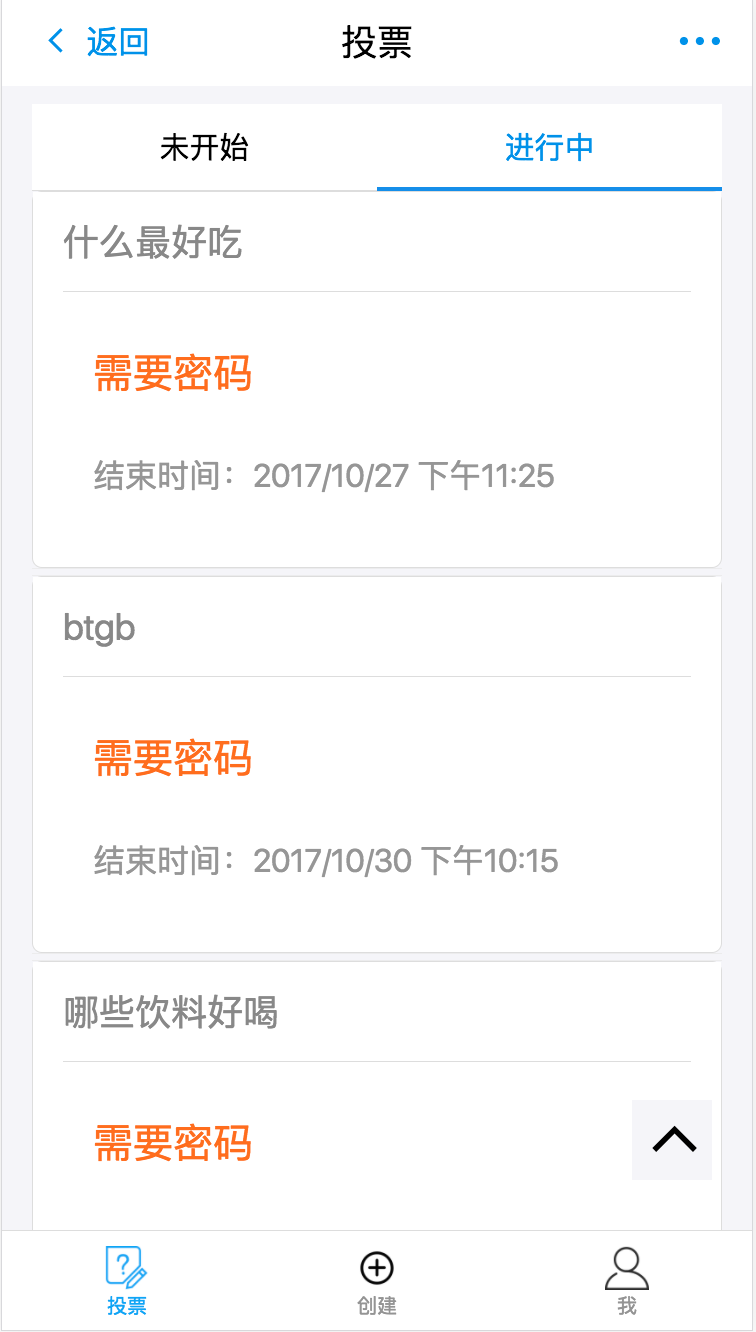 返回
投票
未开始
进行中
什么最好吃
需要密码
结束时间：2017/10/27 下午11:25
btgb
需要密码
结束时间：2017/10/30 下午10:15
哪些饮料好喝
需要密码
投票
创建
我